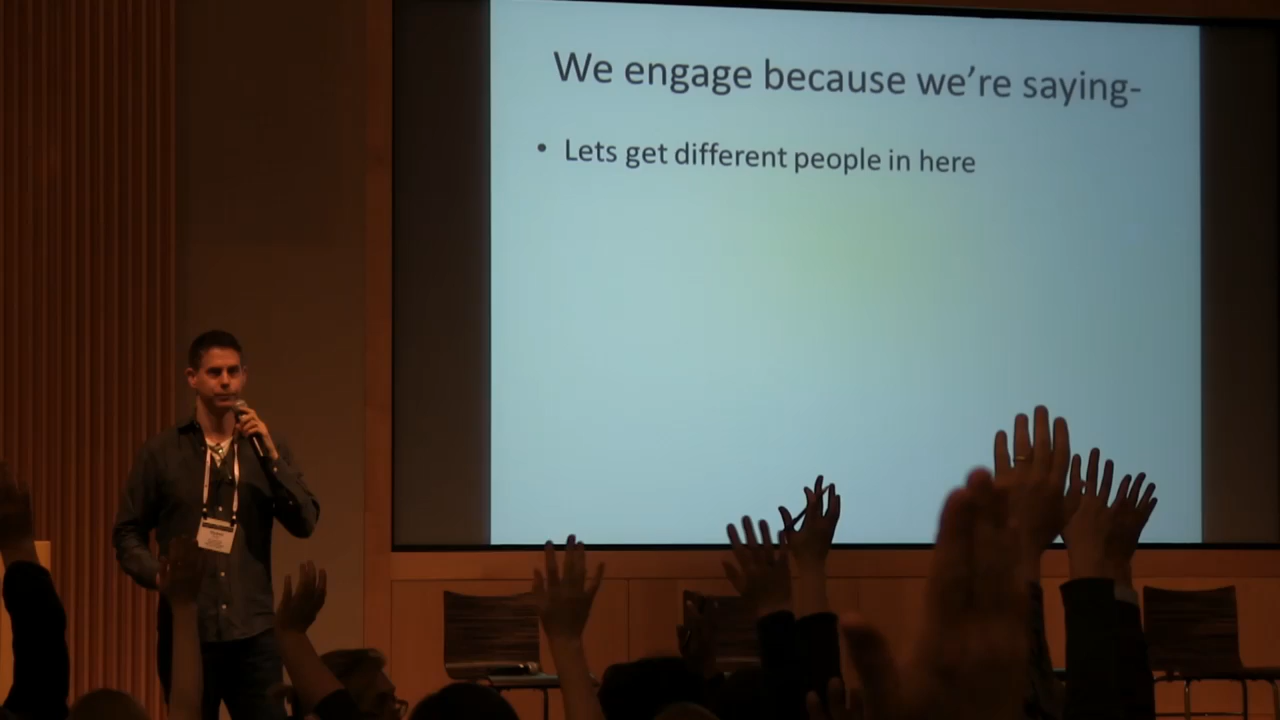 We engage because we're saying-
• Lets get different people in here